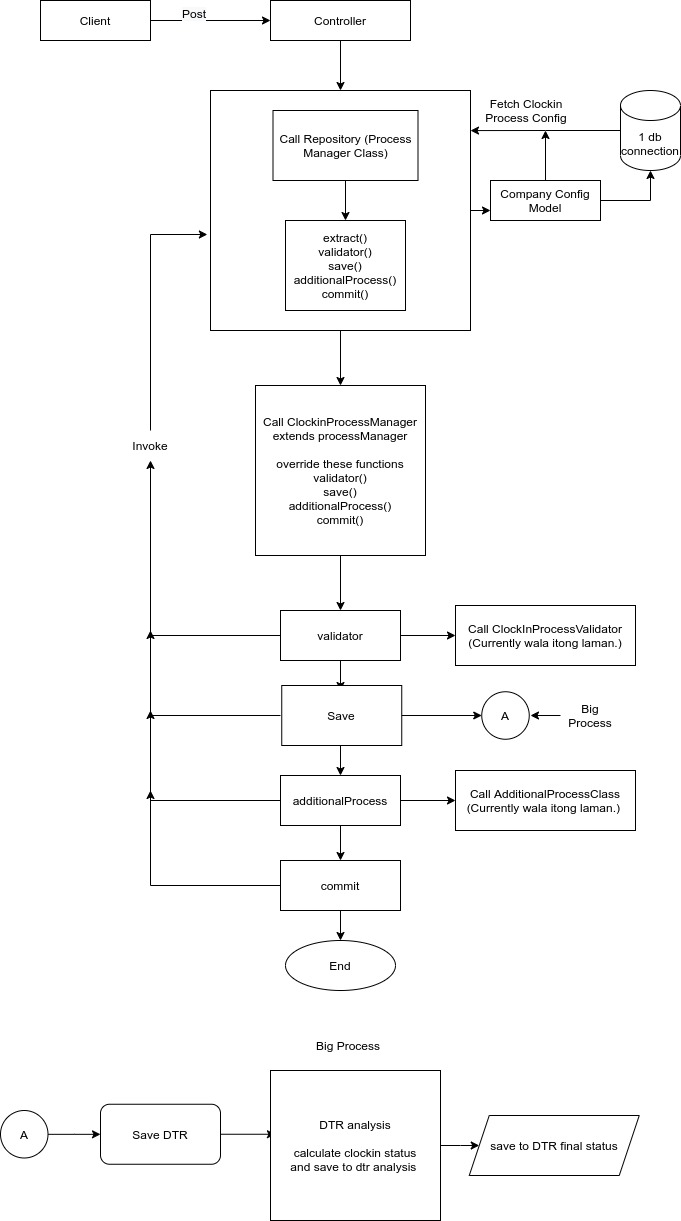 Client
Post
Controller
Fetch Clockin
Process Config
1 db
connection
Call Repository (Process
Manager Class)
Company Config
Model
extract()
validator()
save()
additionalProcess()
commit()
Call ClockinProcessManager
extends processManager
override these functions
validator()
save()
additionalProcess()
commit()
Invoke
validator
Call ClockInProcessValidator
(Currently wala itong laman.)
Save
A
Big
Process
additionalProcess
Call AdditionalProcessClass
(Currently wala itong laman.)
commit
End
Big Process
A
Save DTR
DTR analysis
calculate clockin status
and save to dtr analysis
save to DTR final status